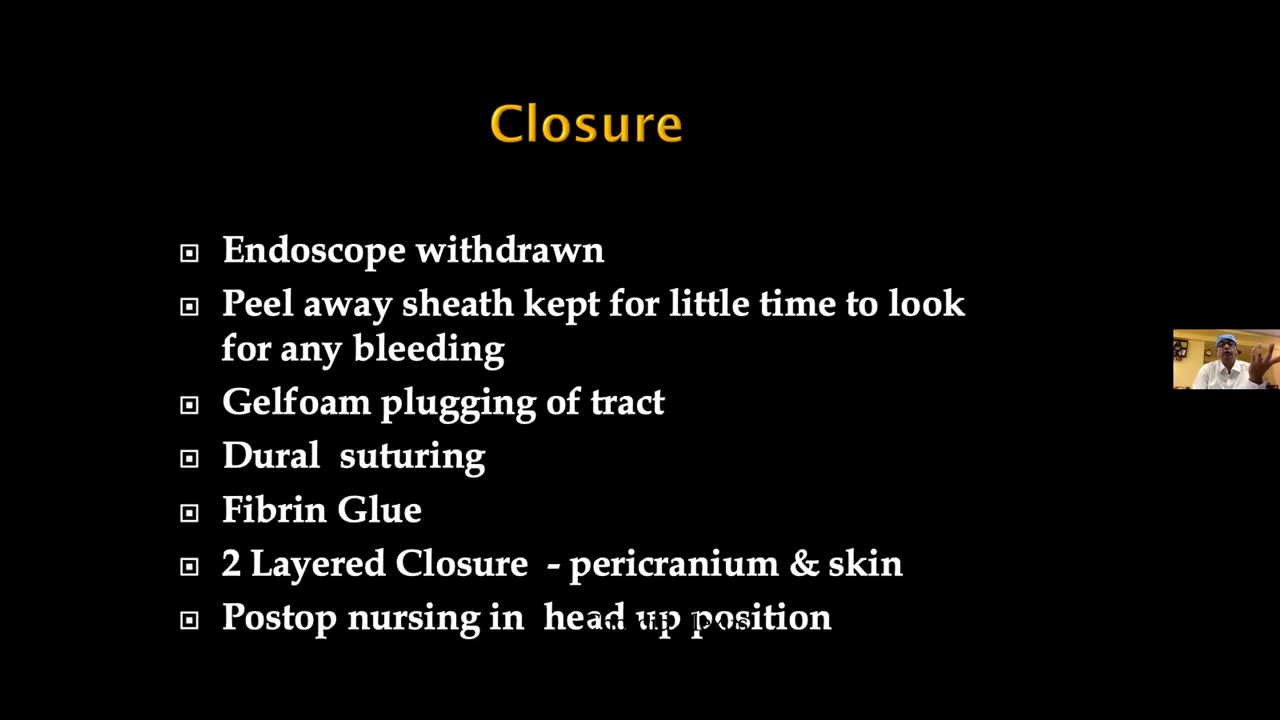 Closure
Endoscope withdrawn
Peel away sheath kept for little time to look
for any bleeding
Gelfoam plugging of tract
Dural suturing
Fibrin Glue
2 Layered Closure - pericranium & skin
Postop nursing in head up position